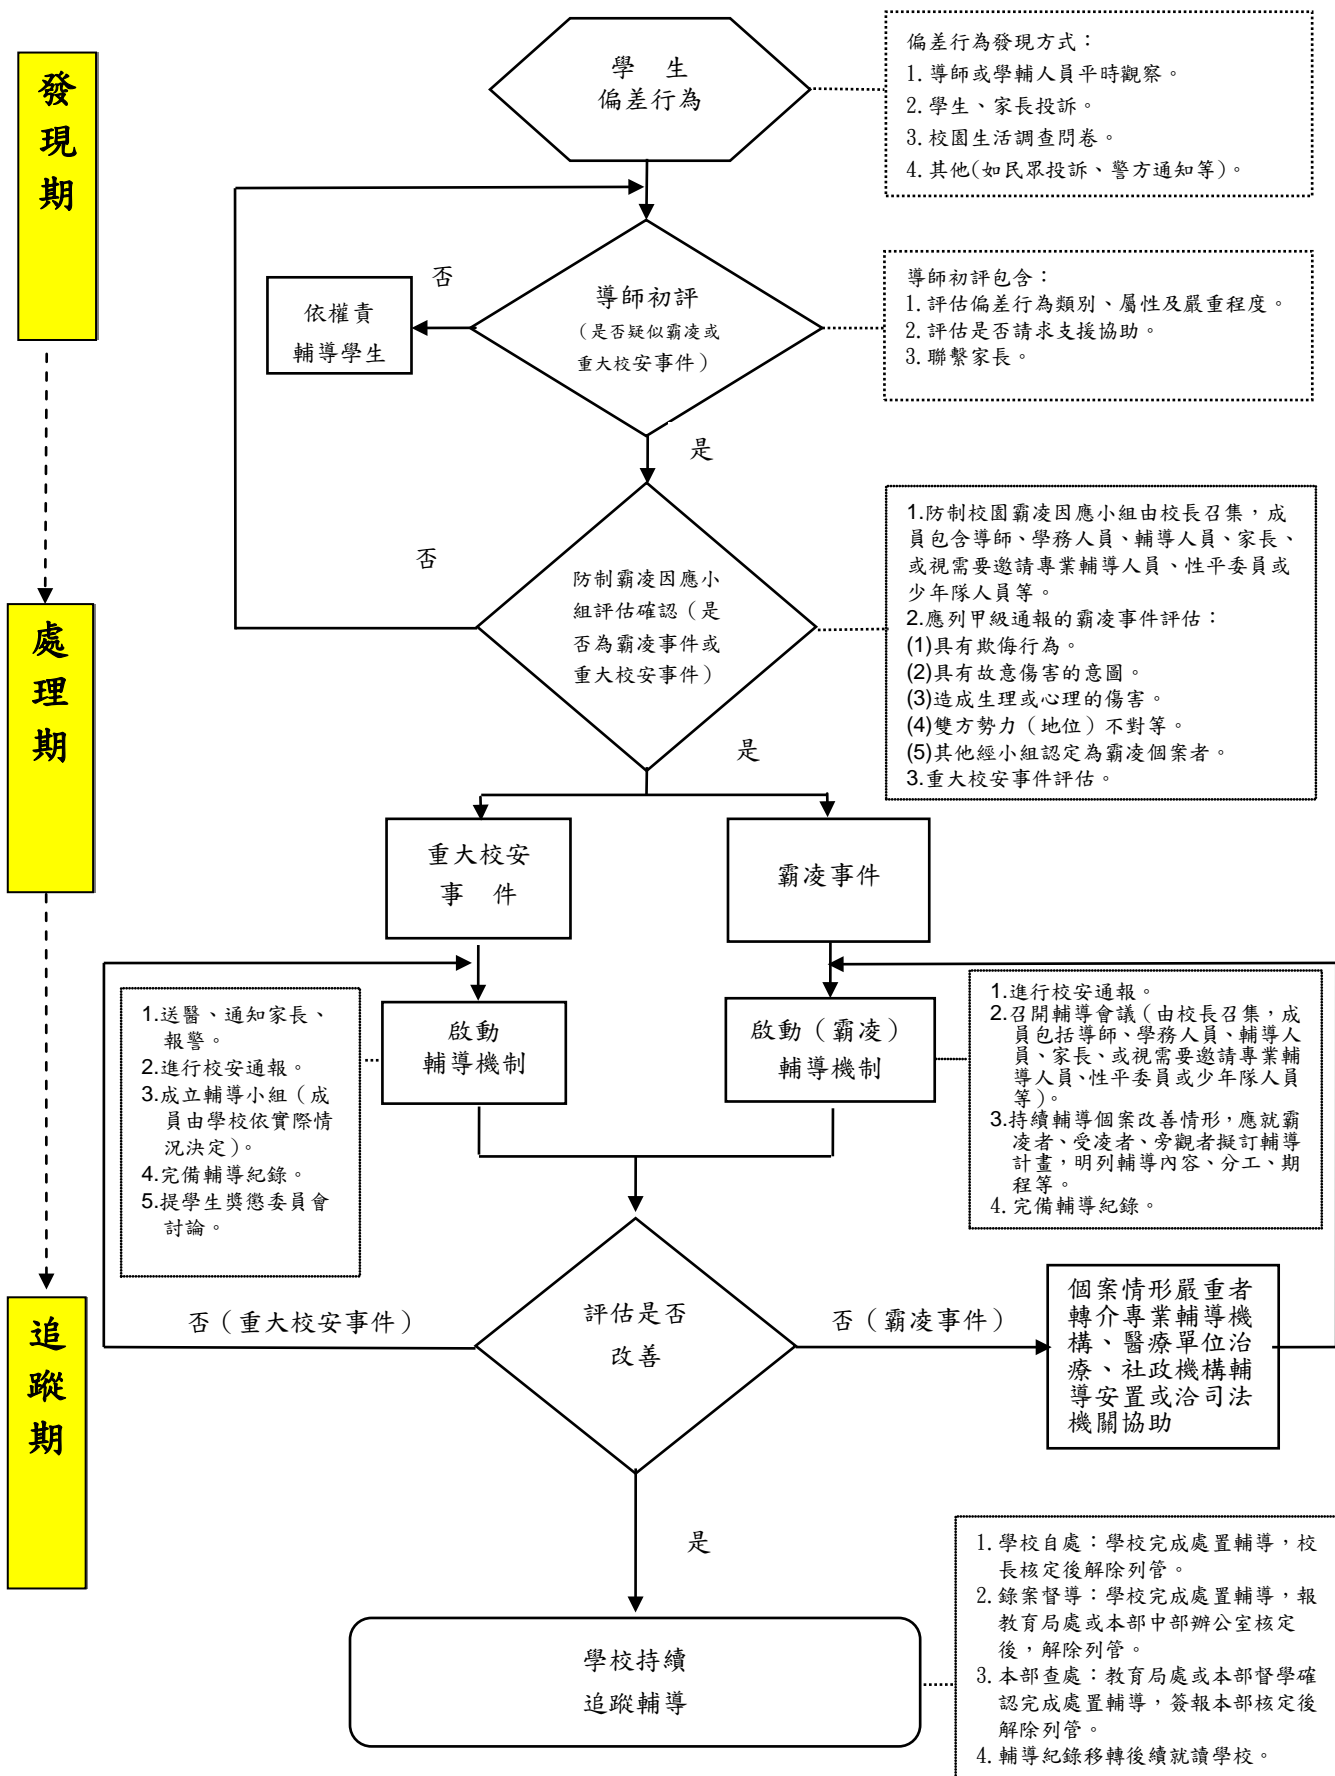 發
現
期
學　生
偏差行為
偏差行為發現方式：
1.導師或學輔人員平時觀察。
2.學生、家長投訴。
3.校園生活調查問卷。
4.其他(如民眾投訴、警方通知等)。
否
依權責
輔導學生
導師初評
（是否疑似霸凌或
重大校安事件）
導師初評包含：
1.評估偏差行為類別、屬性及嚴重程度。
2.評估是否請求支援協助。
3.聯繫家長。
是
處
理
期
否
防制霸凌因應小
組評估確認（是
否為霸凌事件或
重大校安事件）
1.防制校園霸凌因應小組由校長召集，成
員包含導師、學務人員、輔導人員、家長、
或視需要邀請專業輔導人員、性平委員或
少年隊人員等。
2.應列甲級通報的霸凌事件評估：
(1)具有欺侮行為。
(2)具有故意傷害的意圖。
(3)造成生理或心理的傷害。
(4)雙方勢力（地位）不對等。
(5)其他經小組認定為霸凌個案者。
3.重大校安事件評估。
是
重大校安
事　件
霸凌事件
1.送醫、通知家長、
報警。
2.進行校安通報。
3.成立輔導小組（成
員由學校依實際情
況決定）。
4.完備輔導紀錄。
5.提學生獎懲委員會
討論。
啟動
輔導機制
啟動（霸凌）
輔導機制
1.進行校安通報。
2.召開輔導會議（由校長召集，成
員包括導師、學務人員、輔導人
員、家長、或視需要邀請專業輔
導人員、性平委員或少年隊人員
等）。
3.持續輔導個案改善情形，應就霸
凌者、受凌者、旁觀者擬訂輔導
計畫，明列輔導內容、分工、期
程等。
4.完備輔導紀錄。
追
蹤
期
否（重大校安事件）
評估是否
改善
否（霸凌事件）
個案情形嚴重者
轉介專業輔導機
構、醫療單位治
療、社政機構輔
導安置或洽司法
機關協助
是
學校持續
追蹤輔導
1.學校自處：學校完成處置輔導，校
長核定後解除列管。
2.錄案督導：學校完成處置輔導，報
教育局處或本部中部辦公室核定
後，解除列管。
3.本部查處：教育局處或本部督學確
認完成處置輔導，簽報本部核定後
解除列管。
4.輔導紀錄移轉後續就讀學校。